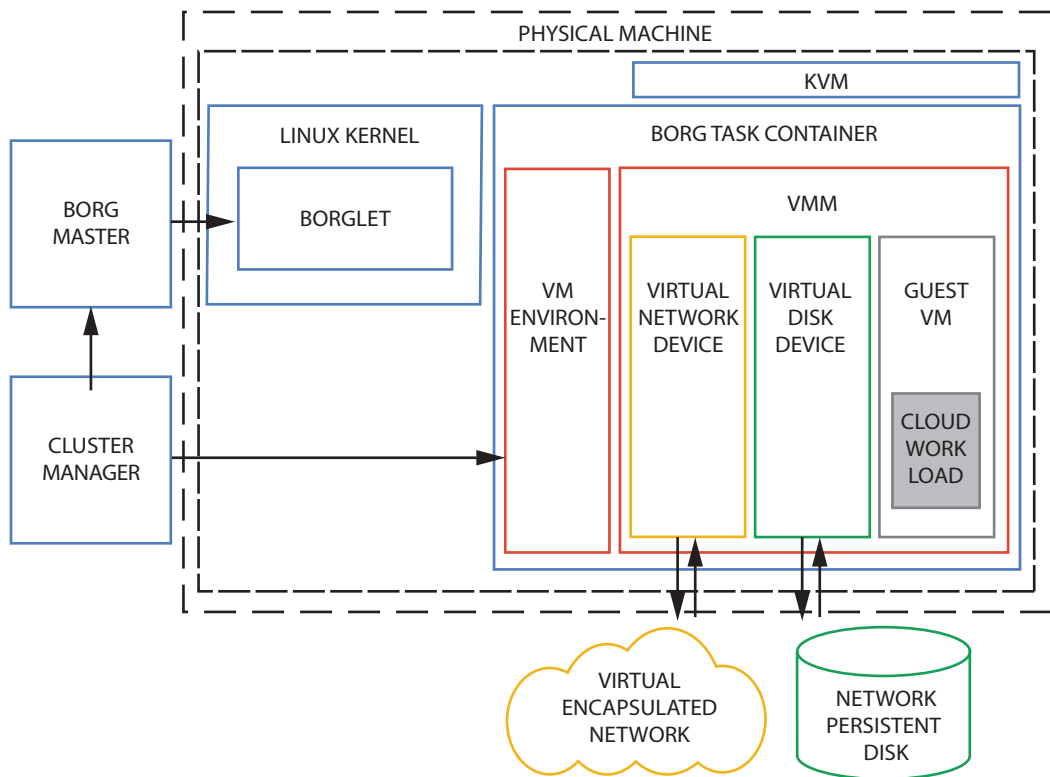 PHYSICAL MACHINE
KVM
LINUX KERNEL
BORG TASK CONTAINER
BORG
MASTER
BORGLET
VMM
VM
ENVIRON-
MENT
VIRTUAL
NETWORK
DEVICE
VIRTUAL
DISK
DEVICE
GUEST
VM
CLUSTER
MANAGER
CLOUD
WORK
LOAD
VIRTUAL
ENCAPSULATED
NETWORK
NETWORK
PERSISTENT
DISK